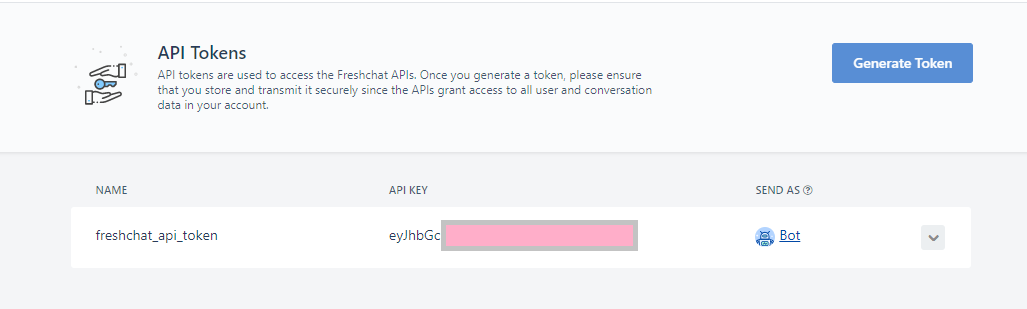 API Tokens
API tokens are used to access the Freshchat APIs. Once you generate a token, please ensure
that you store and transmit it securely since the APIs grant access to all user and conversation
data in your account.
Generate Token
NAME API KEY SEND AS
freshchat_api_token eyJhbGc Bot